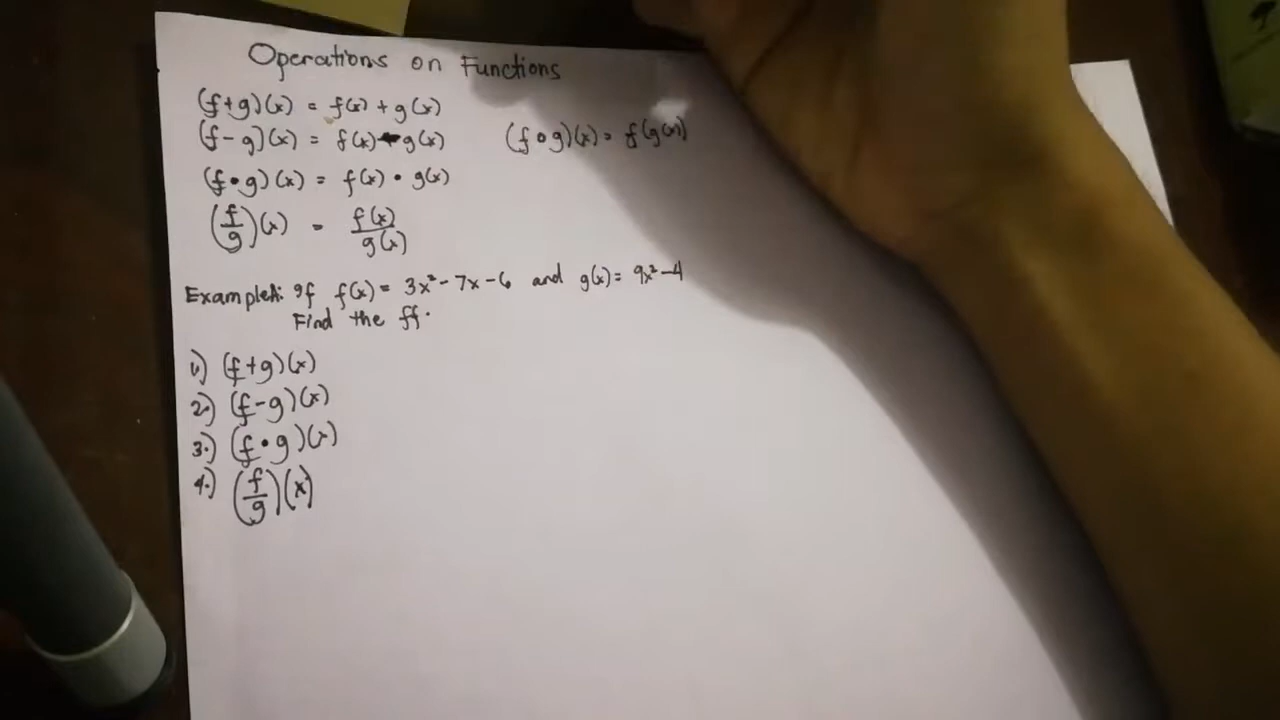 Operations on Functions
(f+g)(x) = f(x) + g(x)
(f-g)(x) = f(x) - g(x)
(f∘g)(x) = f(g(x))
(f•g)(x) = f(x) • g(x)
(f/g)(x) = f(x)/g(x)
Example: If f(x) = 3x²-7x-6 and g(x) = 9x²-4
Find the ff.
1.) (f+g)(x)
2.) (f-g)(x)
3.) (f•g)(x)
4.) (f/g)(x)